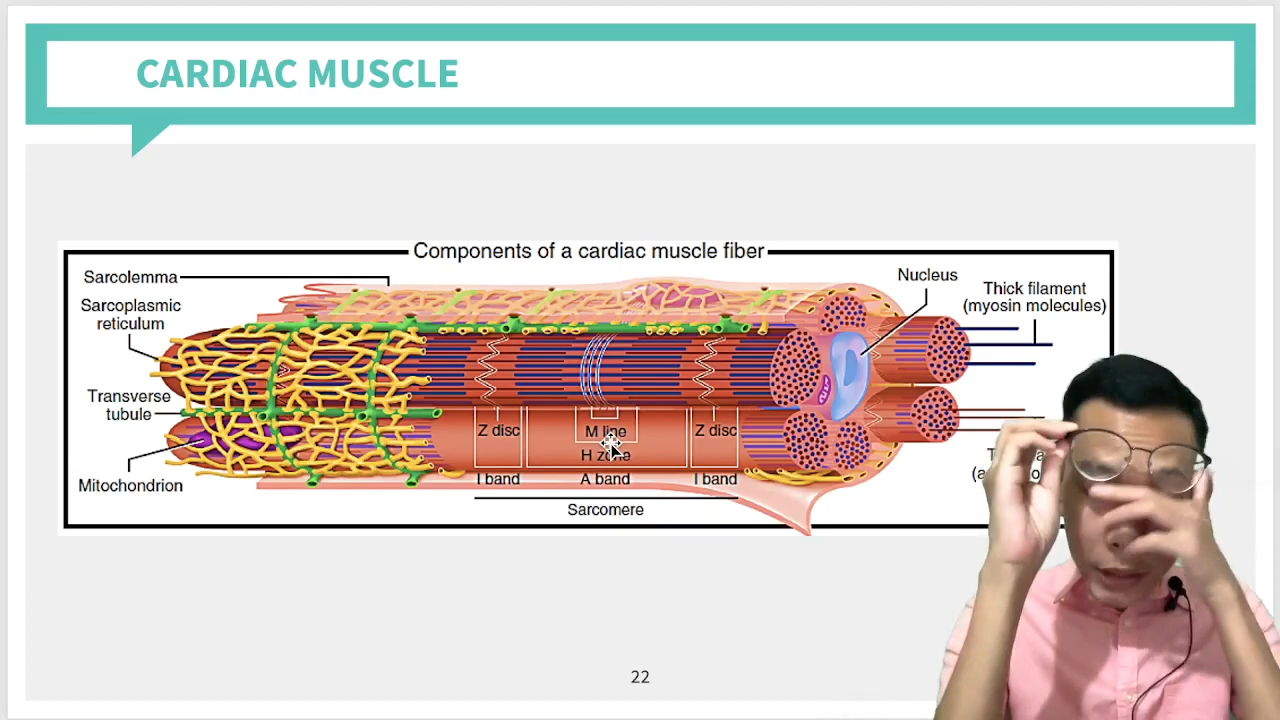 CARDIAC MUSCLE
Components of a cardiac muscle fiber
Sarcolemma
Nucleus
Sarcoplasmic
reticulum
Thick filament
(myosin molecules)
Transverse
tubule
Z disc
M line
Z disc
H zone
Mitochondrion
I band
A band
I band
Sarcomere
22